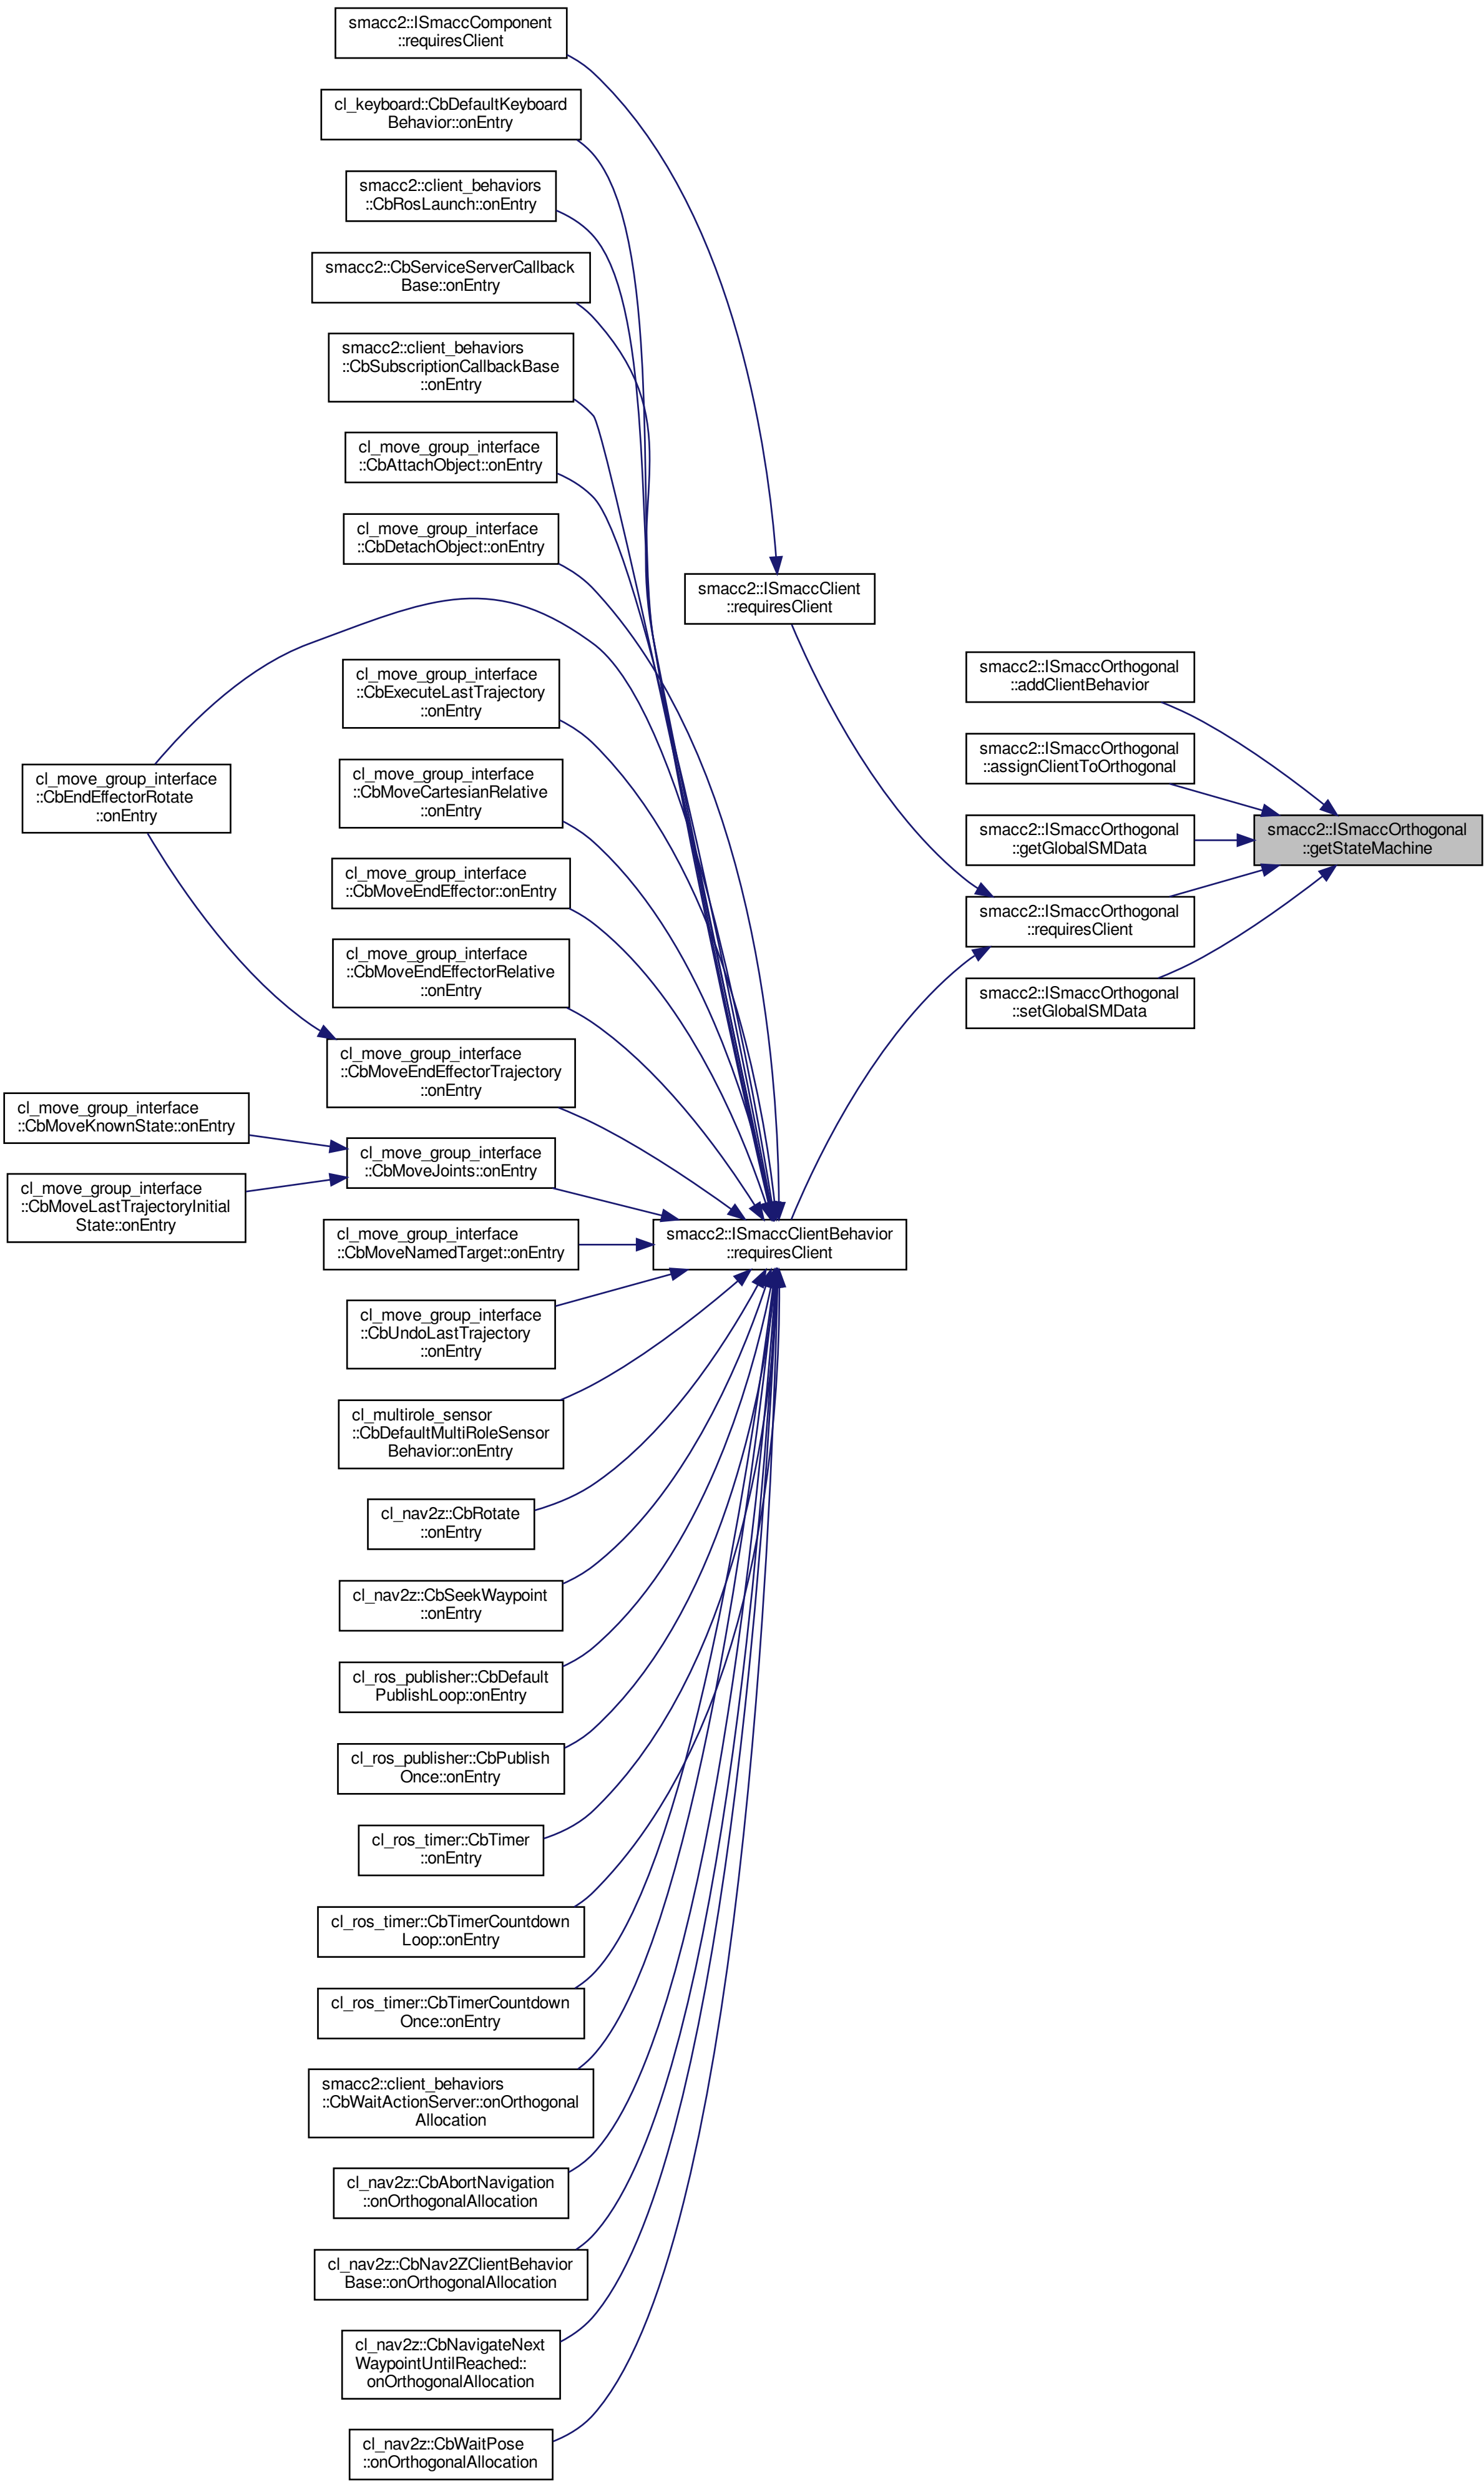 smacc2::ISmaccComponent
::requiresClient
cl_keyboard::CbDefaultKeyboard
Behavior::onEntry
smacc2::client_behaviors
::CbRosLaunch::onEntry
smacc2::CbServiceServerCallback
Base::onEntry
smacc2::client_behaviors
::CbSubscriptionCallbackBase
::onEntry
cl_move_group_interface
::CbAttachObject::onEntry
cl_move_group_interface
::CbDetachObject::onEntry
cl_move_group_interface
::CbExecuteLastTrajectory
::onEntry
cl_move_group_interface
::CbMoveCartesianRelative
::onEntry
cl_move_group_interface
::CbMoveEndEffector::onEntry
cl_move_group_interface
::CbMoveEndEffectorRelative
::onEntry
cl_move_group_interface
::CbMoveEndEffectorTrajectory
::onEntry
cl_move_group_interface
::CbMoveJoints::onEntry
cl_move_group_interface
::CbMoveNamedTarget::onEntry
cl_move_group_interface
::CbUndoLastTrajectory
::onEntry
cl_multirole_sensor
::CbDefaultMultiRoleSensor
Behavior::onEntry
cl_nav2z::CbRotate
::onEntry
cl_nav2z::CbSeekWaypoint
::onEntry
cl_ros_publisher::CbDefault
PublishLoop::onEntry
cl_ros_publisher::CbPublish
Once::onEntry
cl_ros_timer::CbTimer
::onEntry
cl_ros_timer::CbTimerCountdown
Loop::onEntry
cl_ros_timer::CbTimerCountdown
Once::onEntry
smacc2::client_behaviors
::CbWaitActionServer::onOrthogonal
Allocation
cl_nav2z::CbAbortNavigation
::onOrthogonalAllocation
cl_nav2z::CbNav2ZClientBehavior
Base::onOrthogonalAllocation
cl_nav2z::CbNavigateNext
WaypointUntilReached::
onOrthogonalAllocation
cl_nav2z::CbWaitPose
::onOrthogonalAllocation
cl_move_group_interface
::CbEndEffectorRotate
::onEntry
cl_move_group_interface
::CbMoveKnownState::onEntry
cl_move_group_interface
::CbMoveLastTrajectoryInitial
State::onEntry
smacc2::ISmaccClient
::requiresClient
smacc2::ISmaccClientBehavior
::requiresClient
smacc2::ISmaccOrthogonal
::addClientBehavior
smacc2::ISmaccOrthogonal
::assignClientToOrthogonal
smacc2::ISmaccOrthogonal
::getGlobalSMData
smacc2::ISmaccOrthogonal
::requiresClient
smacc2::ISmaccOrthogonal
::setGlobalSMData
smacc2::ISmaccOrthogonal
::getStateMachine